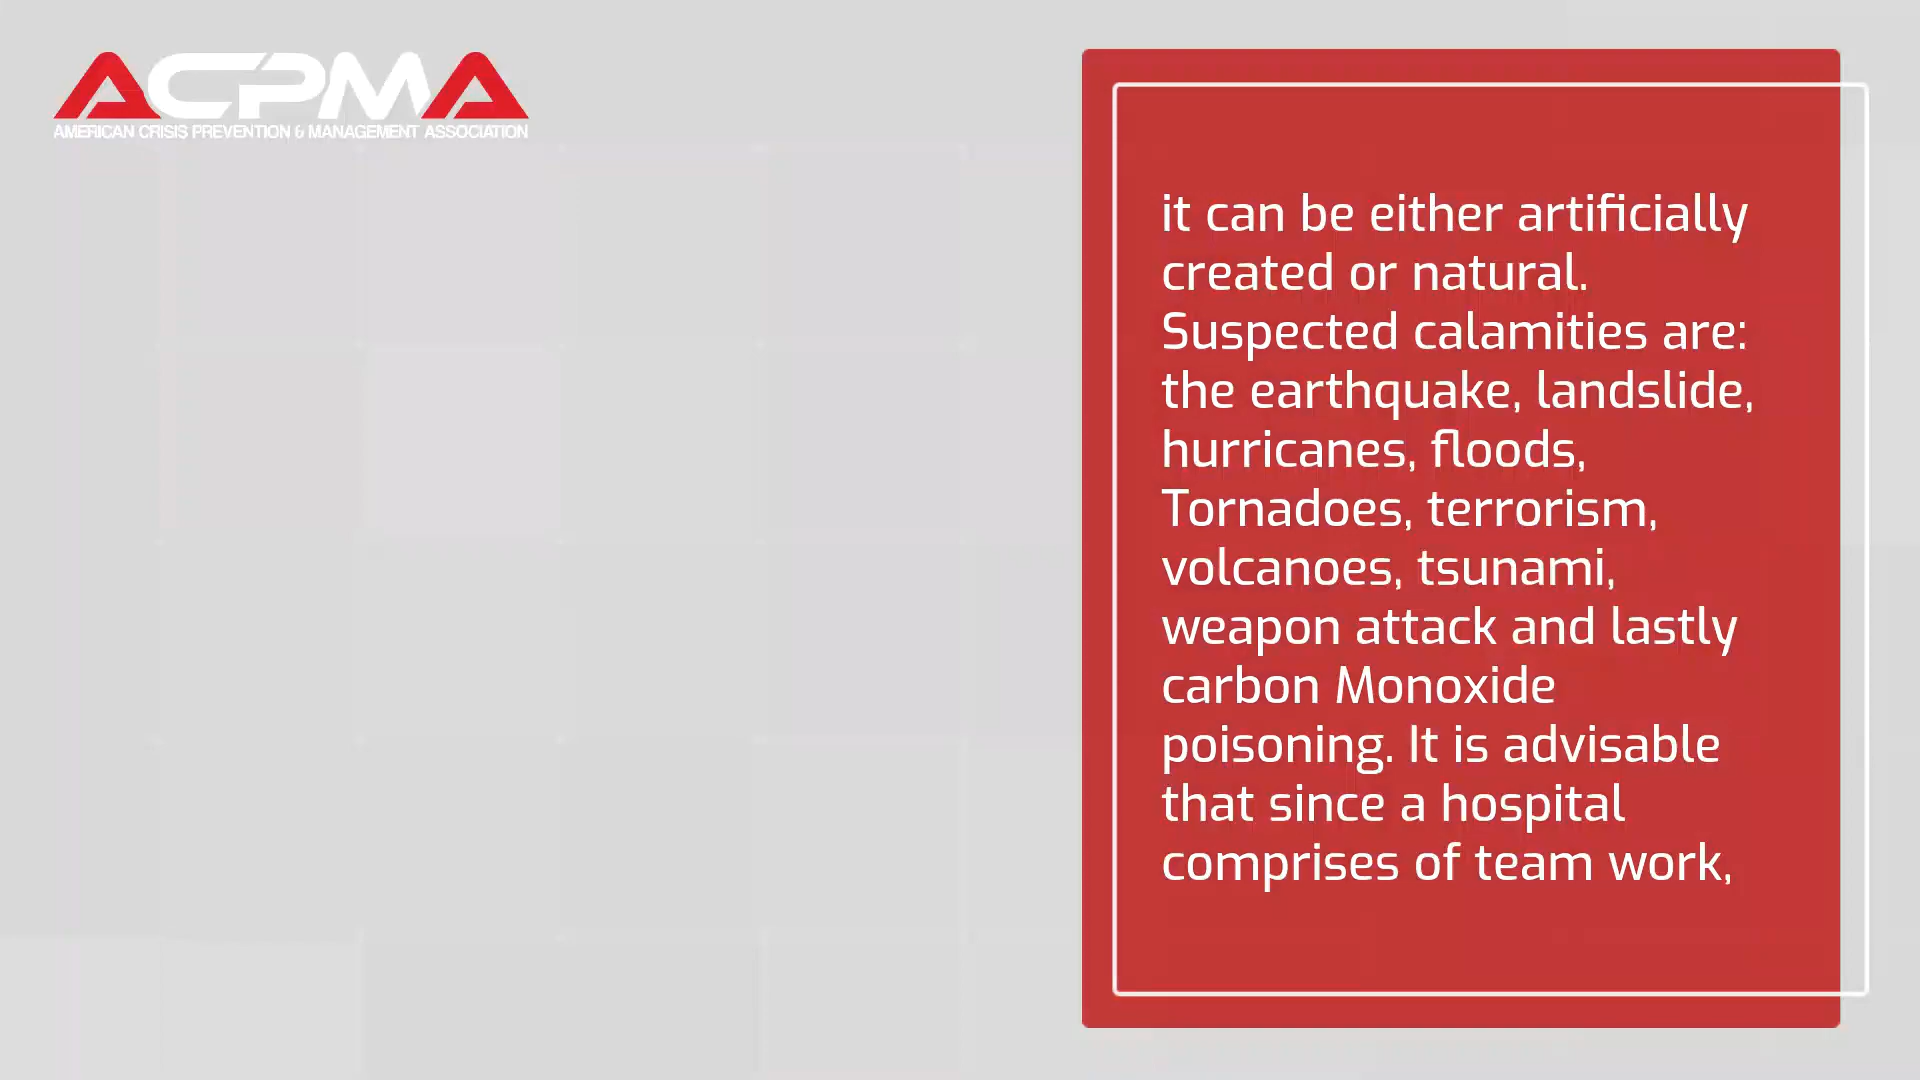 ACPMA
AMERICAN CRISIS PREVENTION & MANAGEMENT ASSOCIATION
it can be either artificially
created or natural.
Suspected calamities are:
the earthquake, landslide,
hurricanes, floods,
Tornadoes, terrorism,
volcanoes, tsunami,
weapon attack and lastly
carbon Monoxide
poisoning. It is advisable
that since a hospital
comprises of team work,